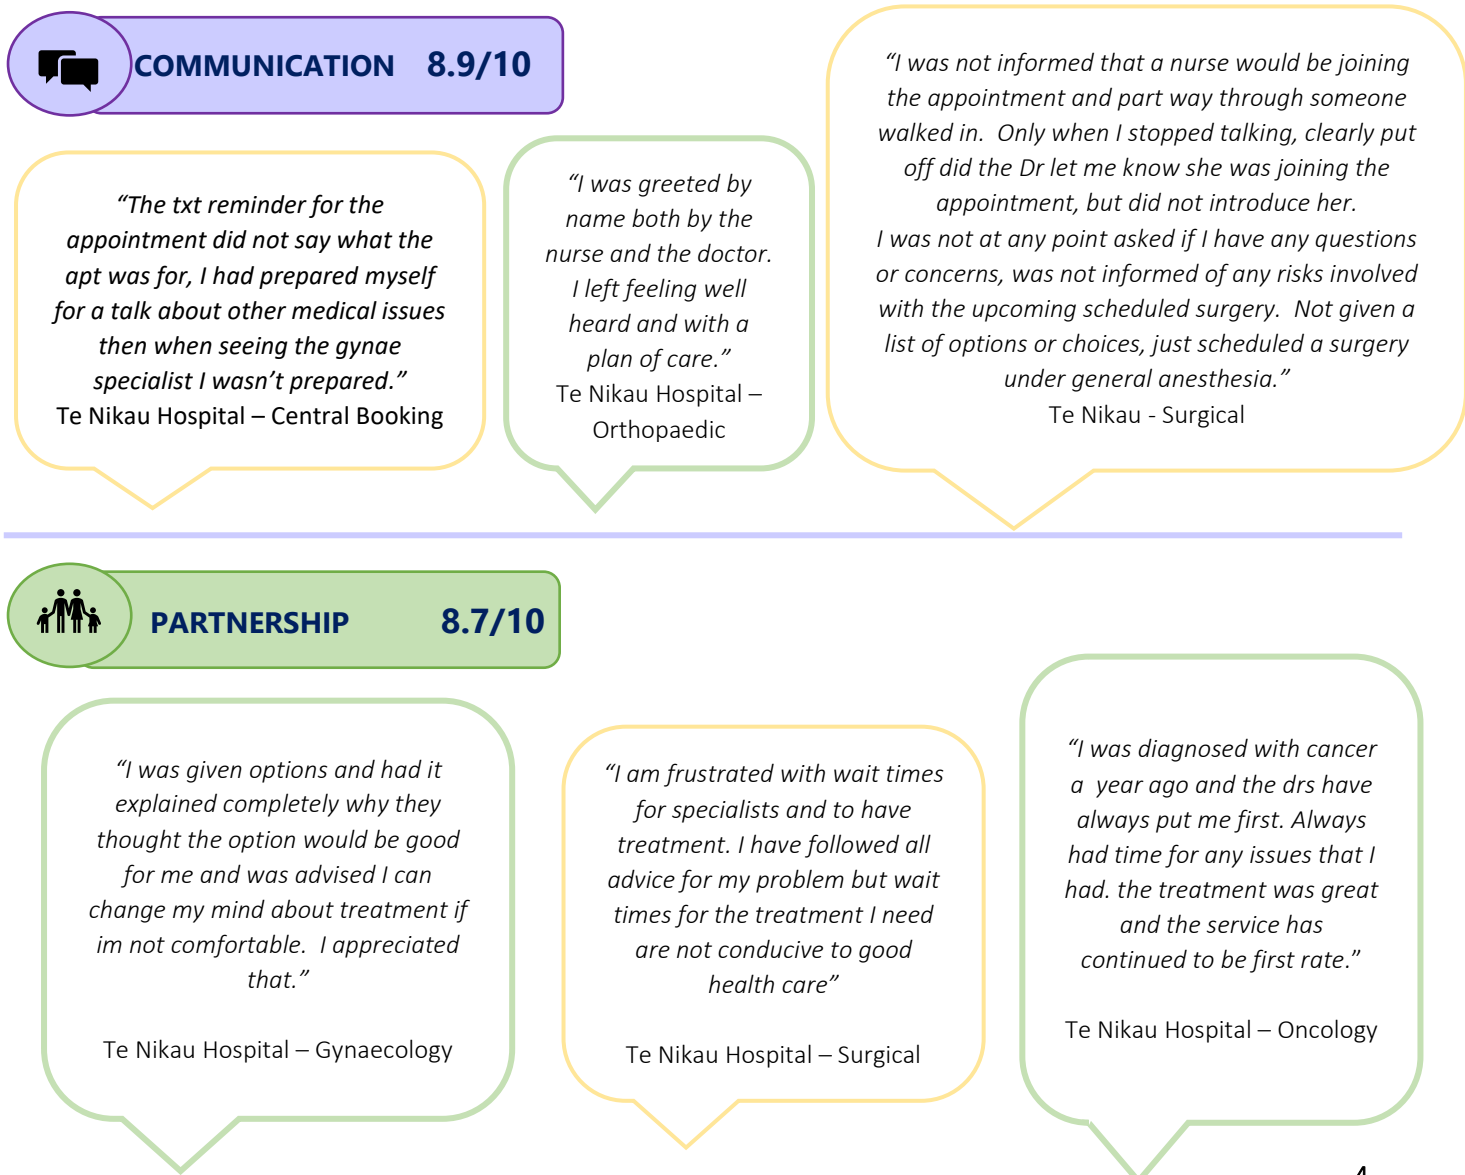 COMMUNICATION 8.9/10
“The txt reminder for the
appointment did not say what the
apt was for, I had prepared myself
for a talk about other medical issues
then when seeing the gynae
specialist I wasn’t prepared.”
Te Nikau Hospital – Central Booking
“I was greeted by
name both by the
nurse and the doctor.
I left feeling well
heard and with a
plan of care.”
Te Nikau Hospital –
Orthopaedic
“I was not informed that a nurse would be joining
the appointment and part way through someone
walked in.  Only when I stopped talking, clearly put
off did the Dr let me know she was joining the
appointment, but did not introduce her.
I was not at any point asked if I have any questions
or concerns, was not informed of any risks involved
with the upcoming scheduled surgery.  Not given a
list of options or choices, just scheduled a surgery
under general anesthesia.”
Te Nikau - Surgical
PARTNERSHIP 8.7/10
“I was given options and had it
explained completely why they
thought the option would be good
for me and was advised I can
change my mind about treatment if
im not comfortable.  I appreciated
that.”
Te Nikau Hospital – Gynaecology
“I am frustrated with wait times
for specialists and to have
treatment. I have followed all
advice for my problem but wait
times for the treatment I need
are not conducive to good
health care”
Te Nikau Hospital – Surgical
“I was diagnosed with cancer
a  year ago and the drs have
always put me first. Always
had time for any issues that I
had. the treatment was great
and the service has
continued to be first rate.”
Te Nikau Hospital – Oncology